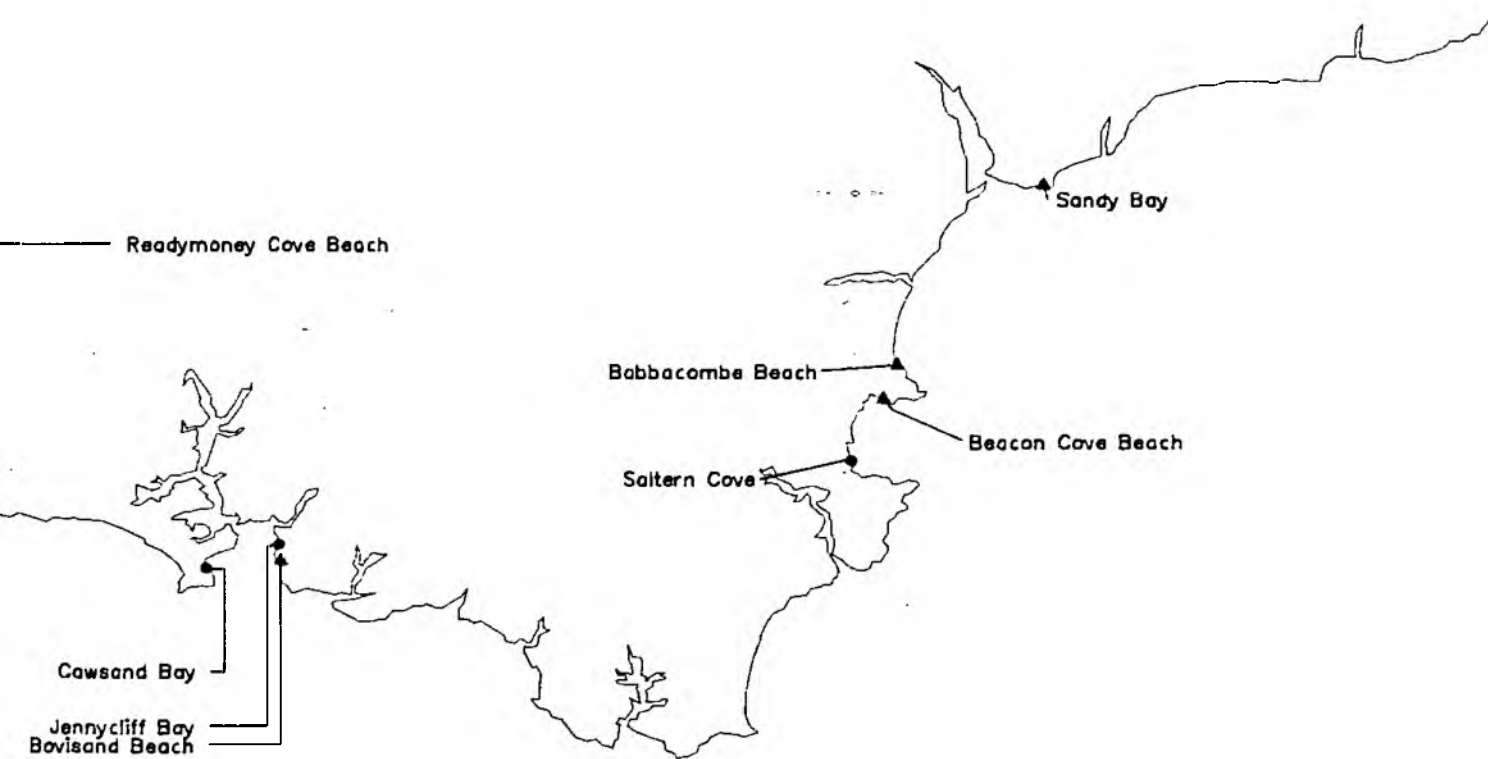 Sandy Bay
Readymoney Cove Beach
Babbacombe Beach
Beacon Cove Beach
Saltern Cove
Cawsand Bay
Jennycliff Bay
Bovisand Beach